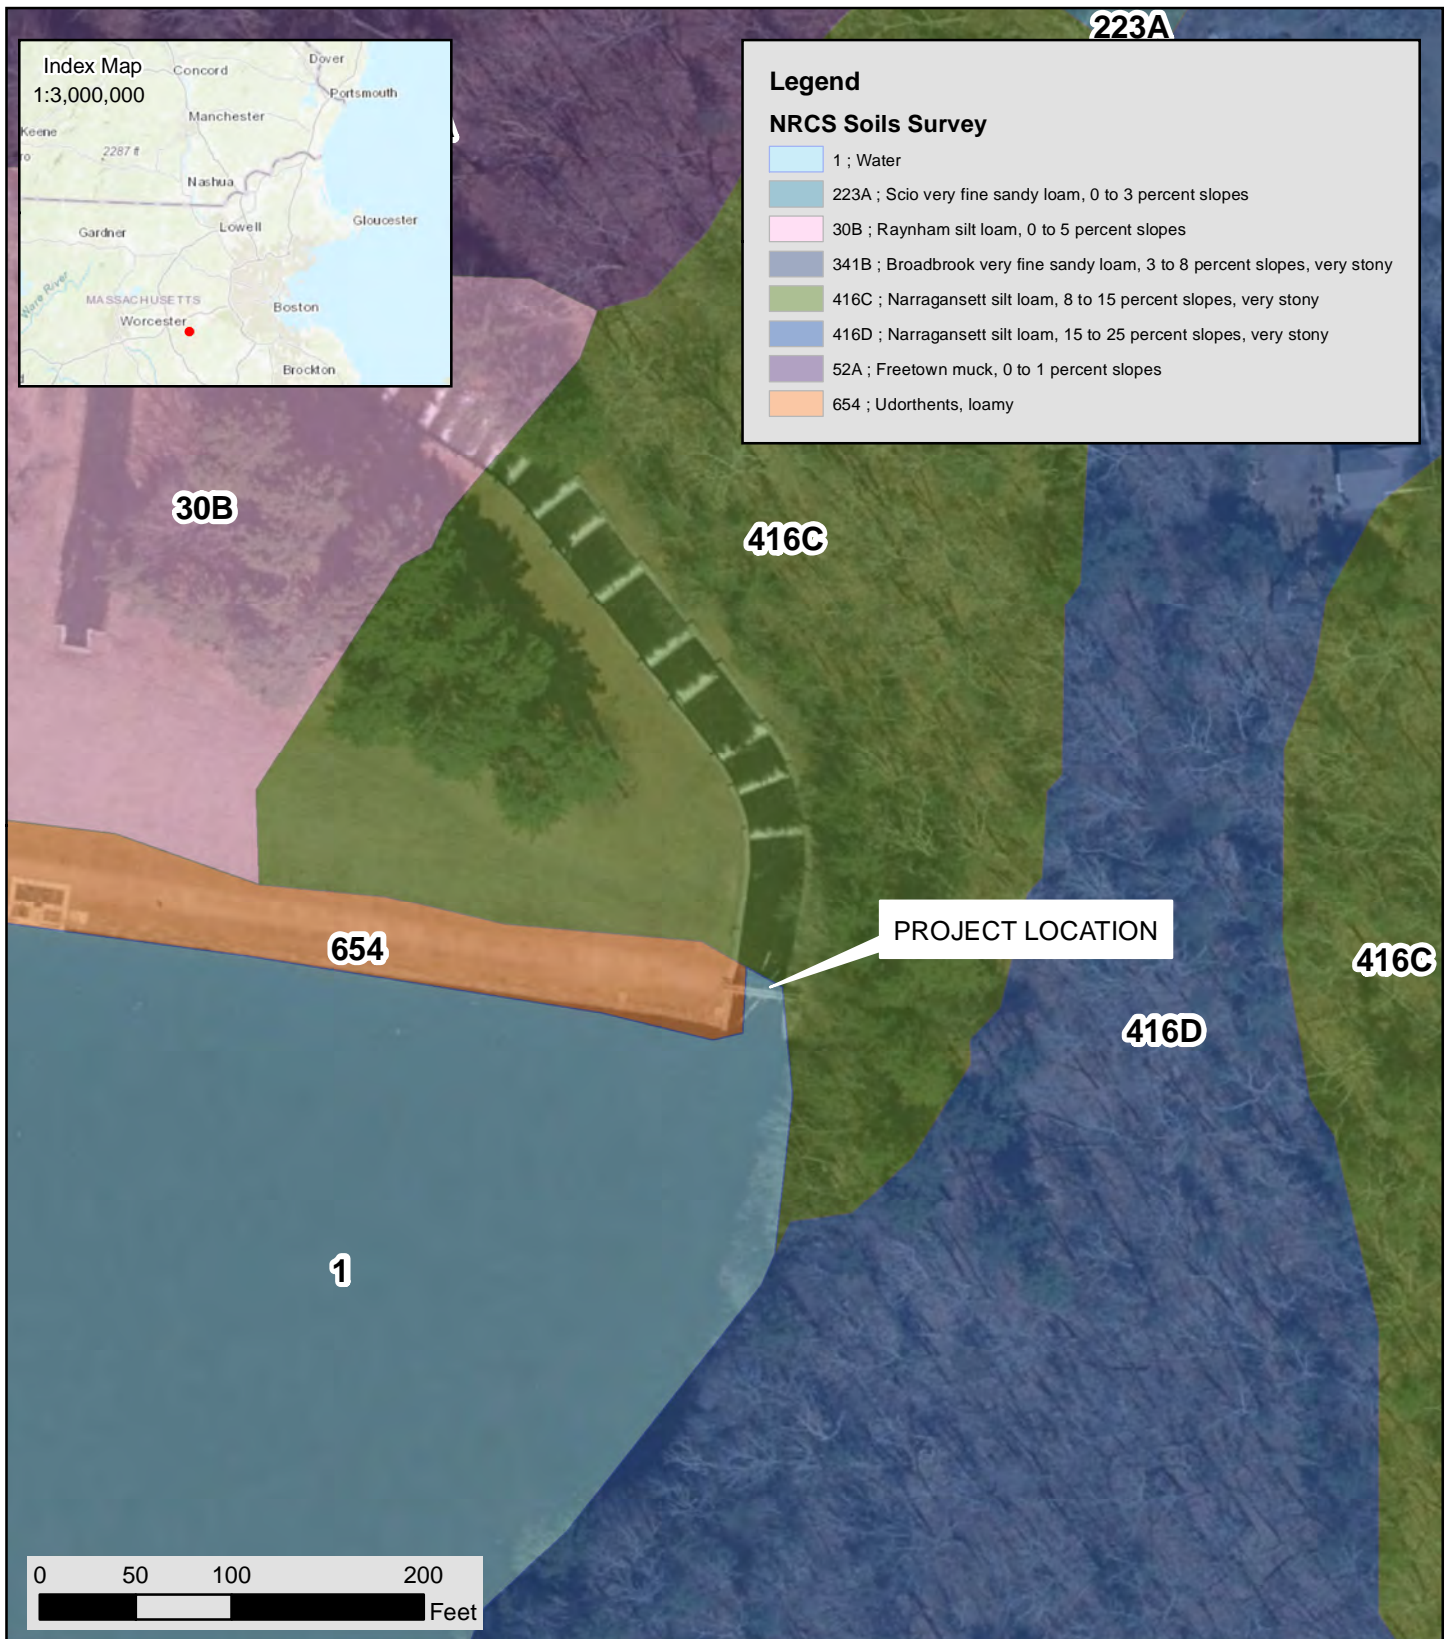 223A
Index Map
1:3,000,000
Concord
Dover
Portsmouth
Manchester
Keene
2287 ft
Nashua
Gardner
Lowell
Gloucester
Ware River
MASSACHUSETTS
Worcester
Boston
Brockton
Legend
NRCS Soils Survey
1 ; Water
223A ; Scio very fine sandy loam, 0 to 3 percent slopes
30B ; Raynham silt loam, 0 to 5 percent slopes
341B ; Broadbrook very fine sandy loam, 3 to 8 percent slopes, very stony
416C ; Narragansett silt loam, 8 to 15 percent slopes, very stony
416D ; Narragansett silt loam, 15 to 25 percent slopes, very stony
52A ; Freetown muck, 0 to 1 percent slopes
654 ; Udorthents, loamy
30B
416C
PROJECT LOCATION
654
416C
416D
1
0 50 100 200
Feet